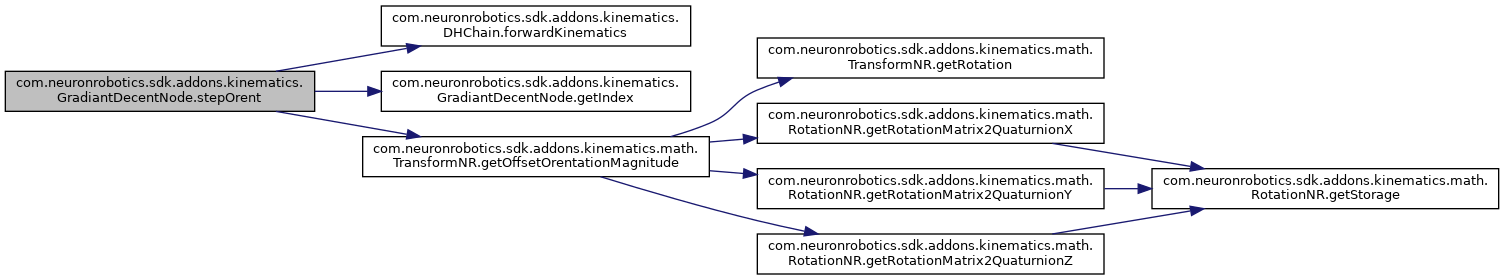 com.neuronrobotics.sdk.addons.kinematics.
GradiantDecentNode.stepOrent
com.neuronrobotics.sdk.addons.kinematics.
DHChain.forwardKinematics
com.neuronrobotics.sdk.addons.kinematics.
GradiantDecentNode.getIndex
com.neuronrobotics.sdk.addons.kinematics.math.
TransformNR.getOffsetOrentationMagnitude
com.neuronrobotics.sdk.addons.kinematics.math.
TransformNR.getRotation
com.neuronrobotics.sdk.addons.kinematics.math.
RotationNR.getRotationMatrix2QuaturnionX
com.neuronrobotics.sdk.addons.kinematics.math.
RotationNR.getRotationMatrix2QuaturnionY
com.neuronrobotics.sdk.addons.kinematics.math.
RotationNR.getRotationMatrix2QuaturnionZ
com.neuronrobotics.sdk.addons.kinematics.math.
RotationNR.getStorage